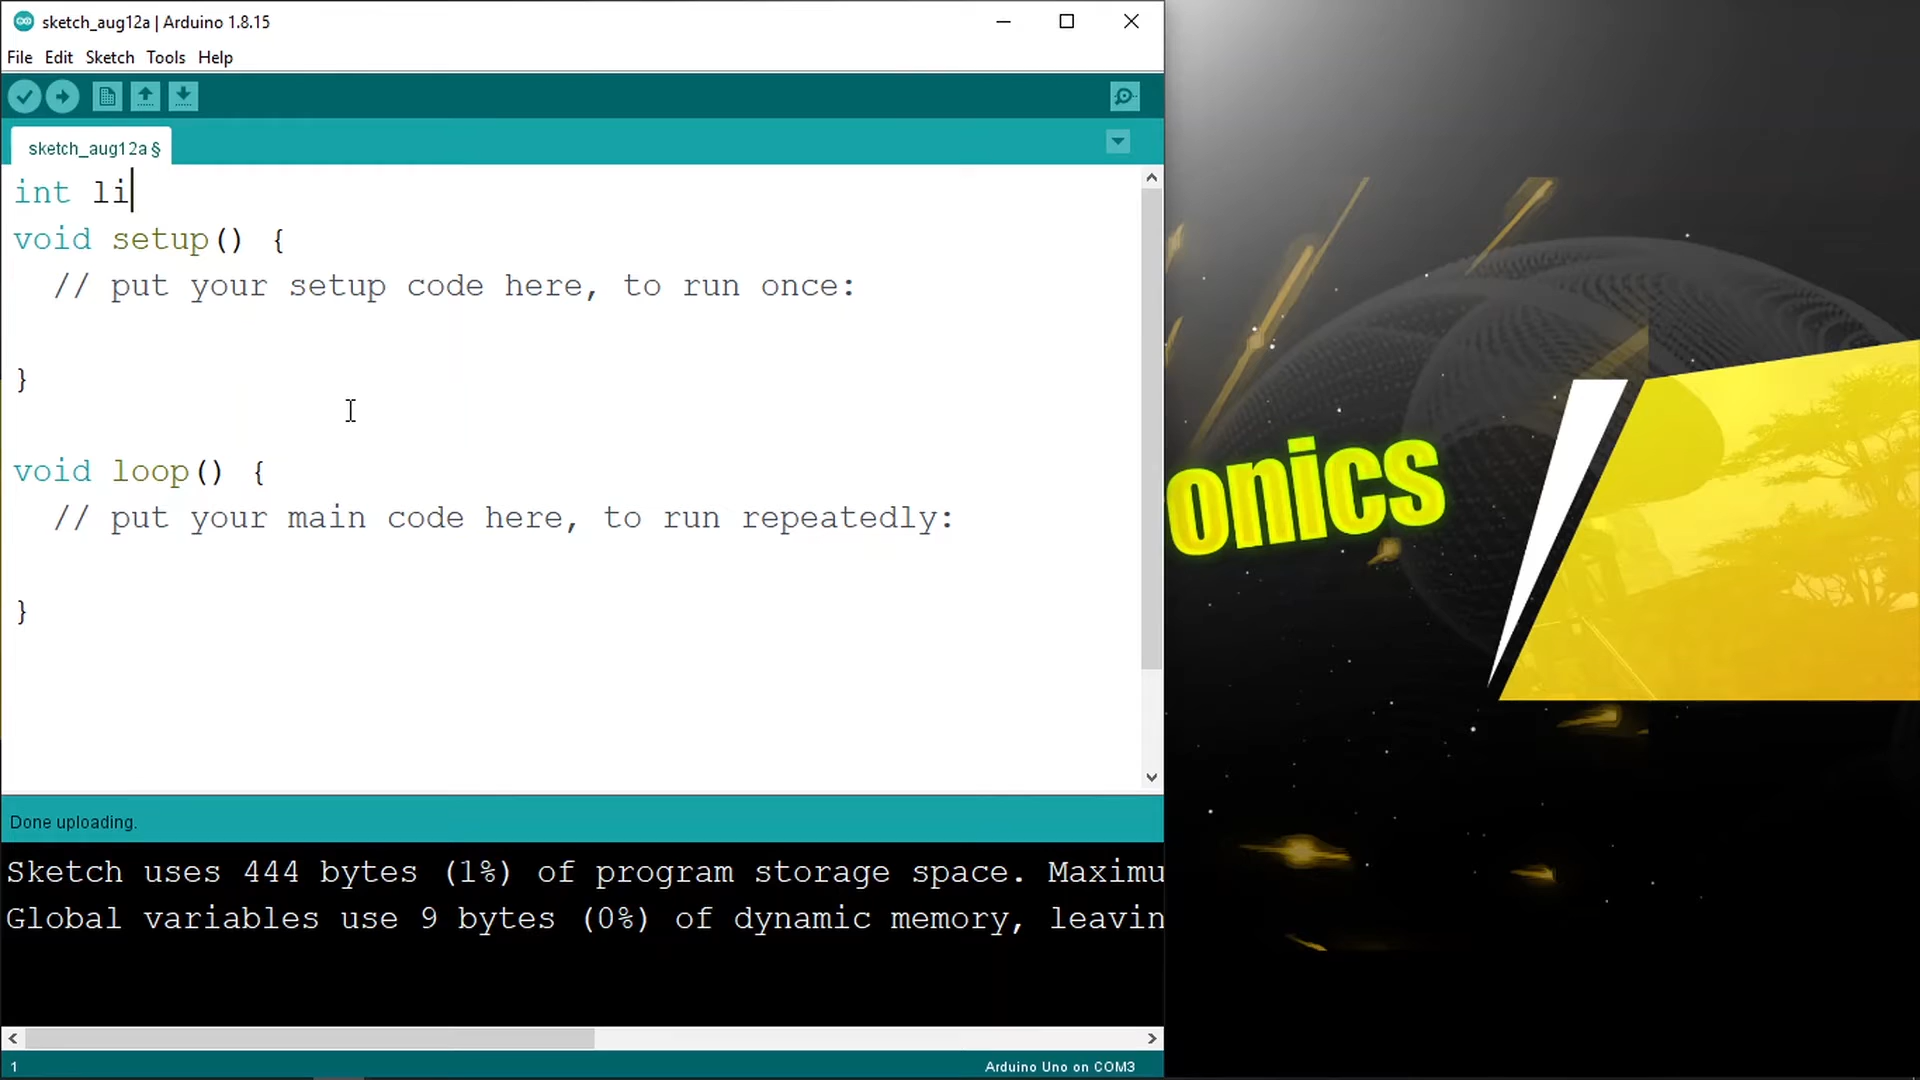 sketch_aug12a | Arduino 1.8.15
File Edit Sketch Tools Help
sketch_aug12a §
int li
void setup() {
  // put your setup code here, to run once:
}
void loop() {
  // put your main code here, to run repeatedly:
}
onics
Done uploading.
Sketch uses 444 bytes (1%) of program storage space. Maximu
Global variables use 9 bytes (0%) of dynamic memory, leavin
1
Arduino Uno on COM3